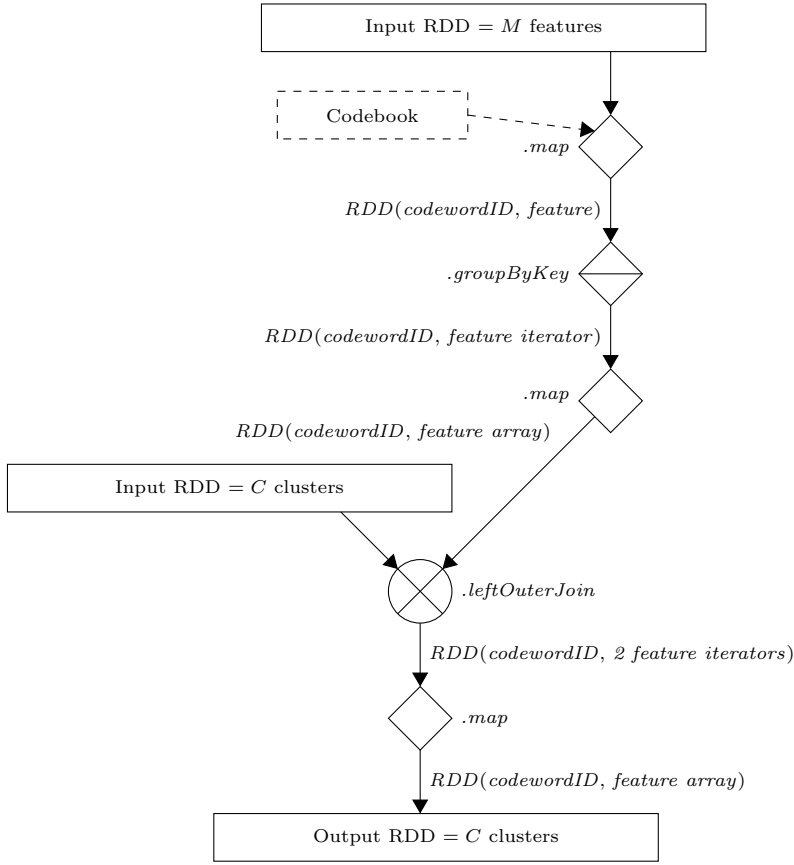 Input RDD = M features
Codebook
.map
RDD(codewordID, feature)
.groupByKey
RDD(codewordID, feature iterator)
.map
RDD(codewordID, feature array)
Input RDD = C clusters
.leftOuterJoin
RDD(codewordID, 2 feature iterators)
.map
RDD(codewordID, feature array)
Output RDD = C clusters